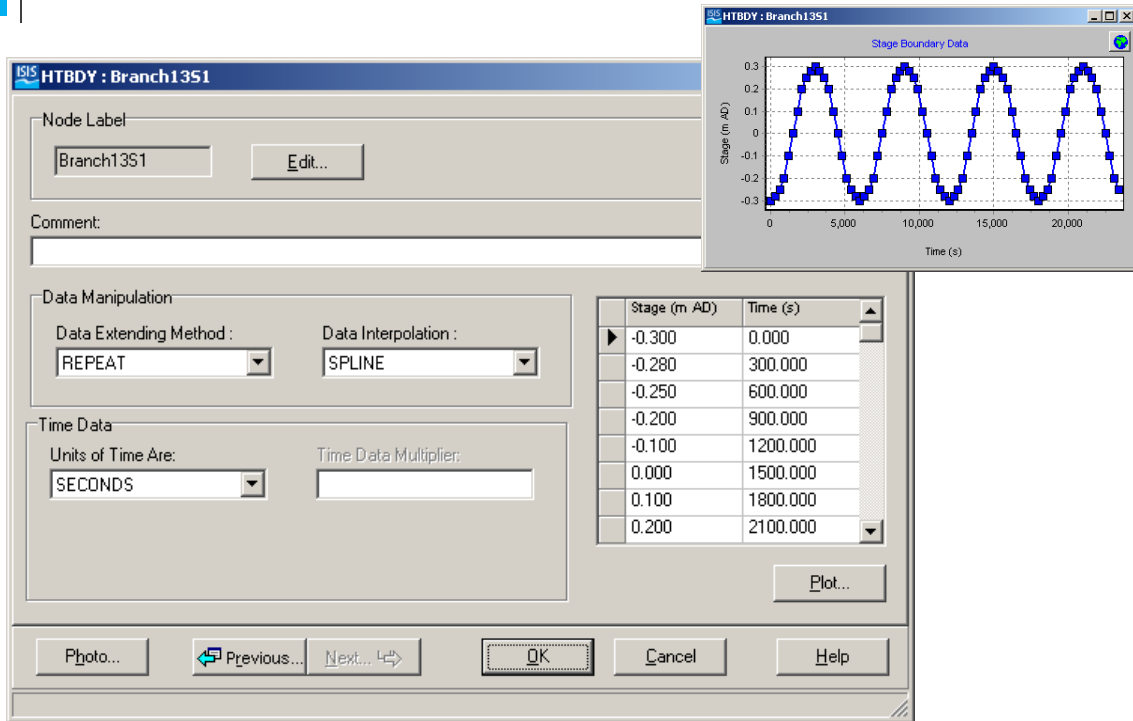 ISIS HTBDY : Branch13S1
Stage Boundary Data
Stage (m AD)
0.3
0.2
0.1
0
-0.1
-0.2
-0.3
0 5,000 10,000 15,000 20,000
Time (s)
ISIS HTBDY : Branch13S1
Node Label
Branch13S1 Edit...
Comment:
Data Manipulation
Data Extending Method : Data Interpolation :
REPEAT SPLINE
Time Data
Units of Time Are: Time Data Multiplier:
SECONDS
Stage (m AD) Time (s)
-0.300 0.000
-0.280 300.000
-0.250 600.000
-0.200 900.000
-0.100 1200.000
0.000 1500.000
0.100 1800.000
0.200 2100.000
Plot...
Photo... Previous... Next... OK Cancel Help